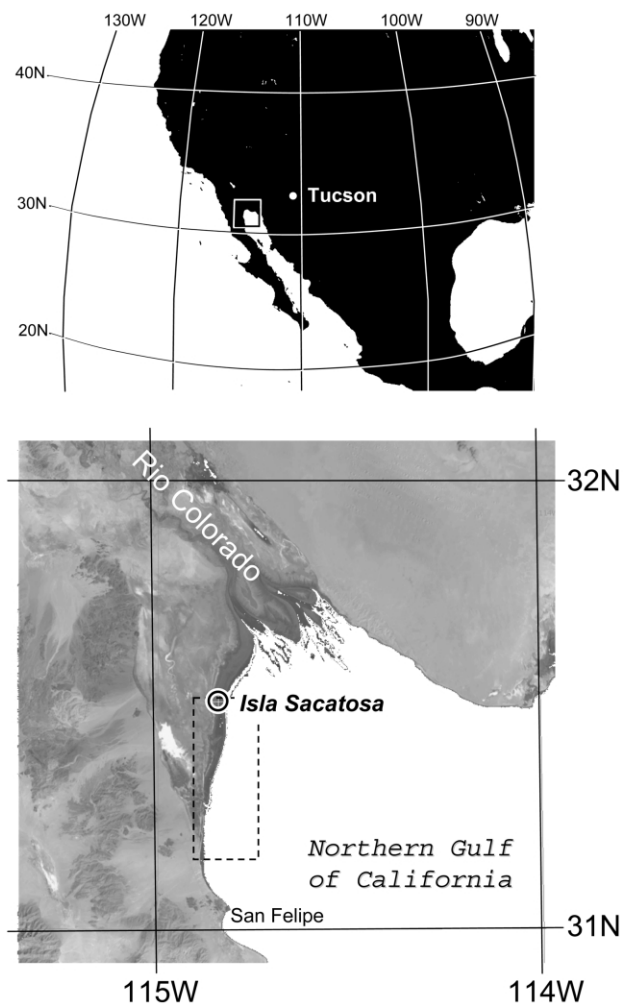 130W 120W 110W 100W 90W
40N
30N
Tucson
20N
Rio Colorado
32N
Isla Sacatosa
Northern Gulf
of California
San Felipe
31N
115W 114W